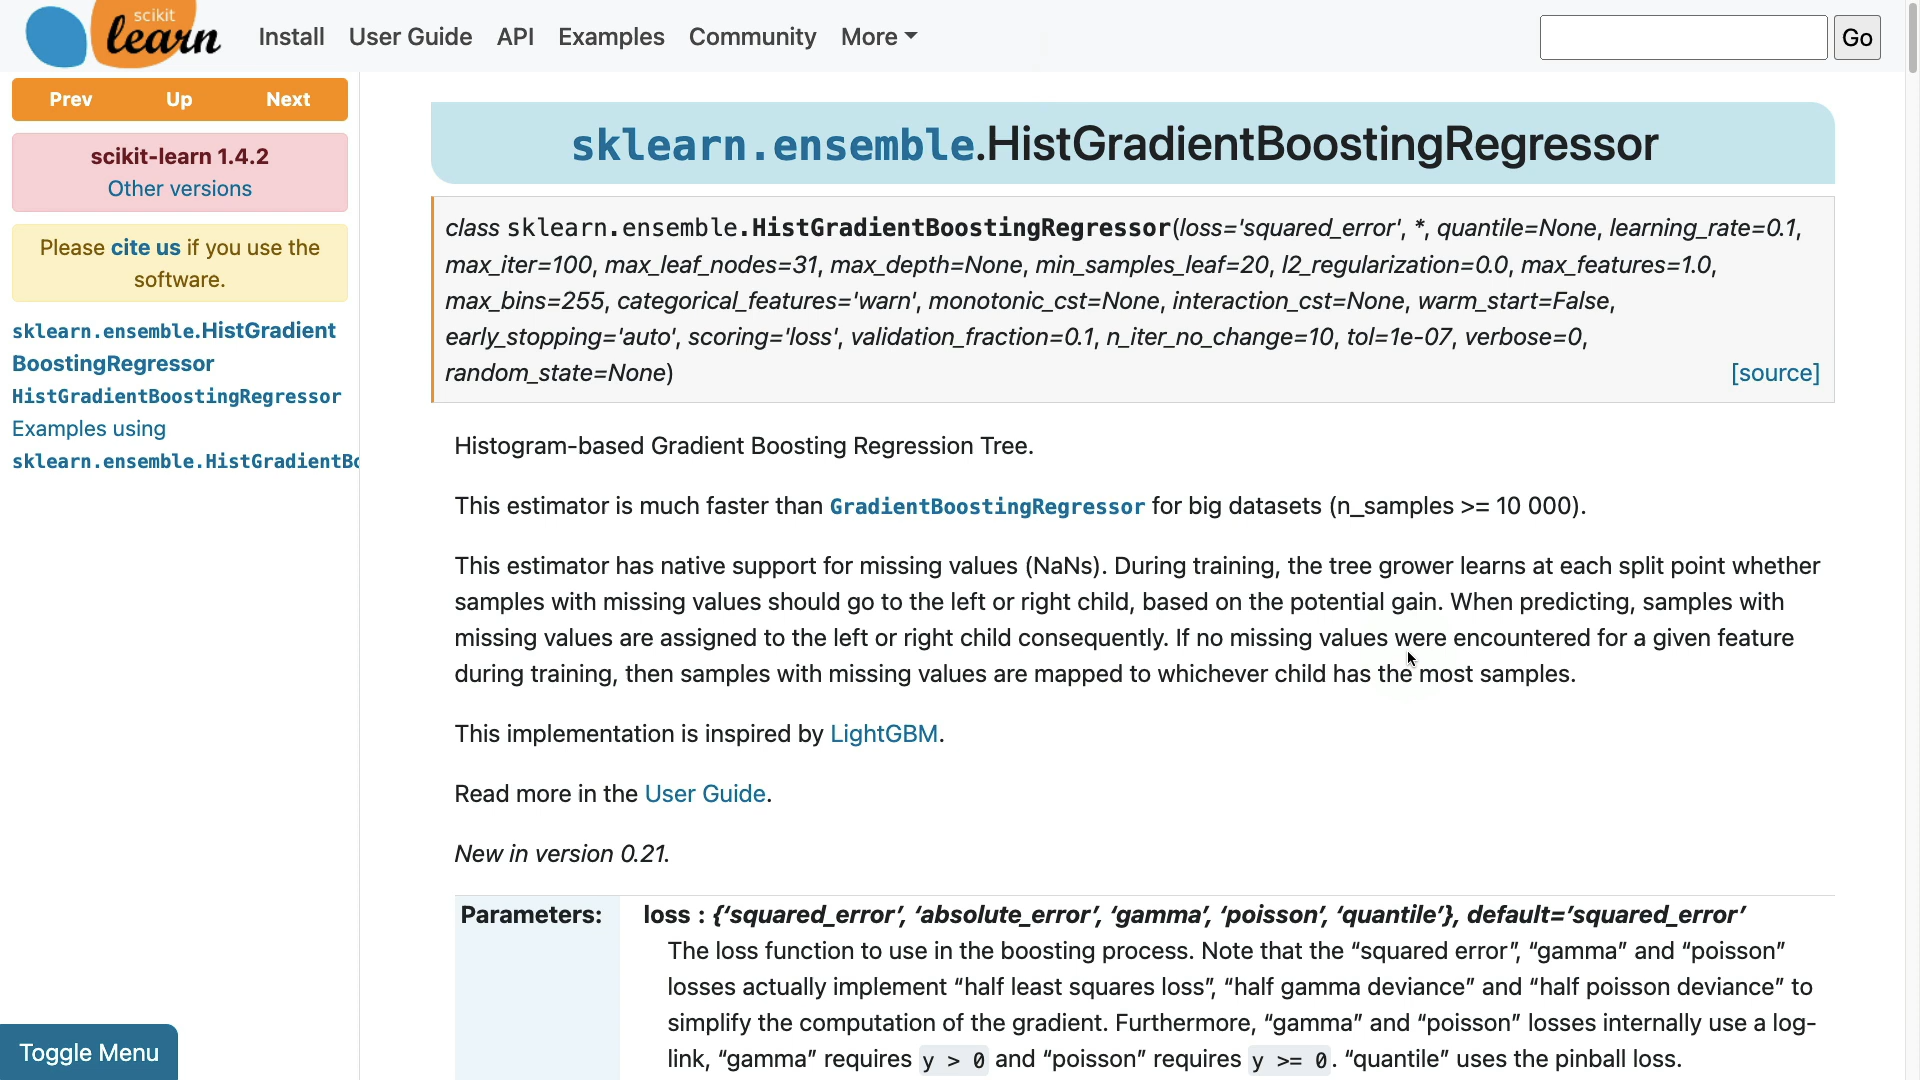 scikit
learn
Install User Guide API Examples Community More
Go
Prev Up Next
scikit-learn 1.4.2
Other versions
Please cite us if you use the
software.
sklearn.ensemble.HistGradient
BoostingRegressor
HistGradientBoostingRegressor
Examples using
sklearn.ensemble.HistGradientBo
Toggle Menu
sklearn.ensemble.HistGradientBoostingRegressor
class sklearn.ensemble.HistGradientBoostingRegressor(loss='squared_error', *, quantile=None, learning_rate=0.1,
max_iter=100, max_leaf_nodes=31, max_depth=None, min_samples_leaf=20, l2_regularization=0.0, max_features=1.0,
max_bins=255, categorical_features='warn', monotonic_cst=None, interaction_cst=None, warm_start=False,
early_stopping='auto', scoring='loss', validation_fraction=0.1, n_iter_no_change=10, tol=1e-07, verbose=0,
random_state=None) [source]
Histogram-based Gradient Boosting Regression Tree.
This estimator is much faster than GradientBoostingRegressor for big datasets (n_samples >= 10 000).
This estimator has native support for missing values (NaNs). During training, the tree grower learns at each split point whether
samples with missing values should go to the left or right child, based on the potential gain. When predicting, samples with
missing values are assigned to the left or right child consequently. If no missing values were encountered for a given feature
during training, then samples with missing values are mapped to whichever child has the most samples.
This implementation is inspired by LightGBM.
Read more in the User Guide.
New in version 0.21.
Parameters: loss : {‘squared_error’, ‘absolute_error’, ‘gamma’, ‘poisson’, ‘quantile’}, default=’squared_error’
The loss function to use in the boosting process. Note that the “squared error”, “gamma” and “poisson”
losses actually implement “half least squares loss”, “half gamma deviance” and “half poisson deviance” to
simplify the computation of the gradient. Furthermore, “gamma” and “poisson” losses internally use a log-
link, “gamma” requires y > 0 and “poisson” requires y >= 0. “quantile” uses the pinball loss.